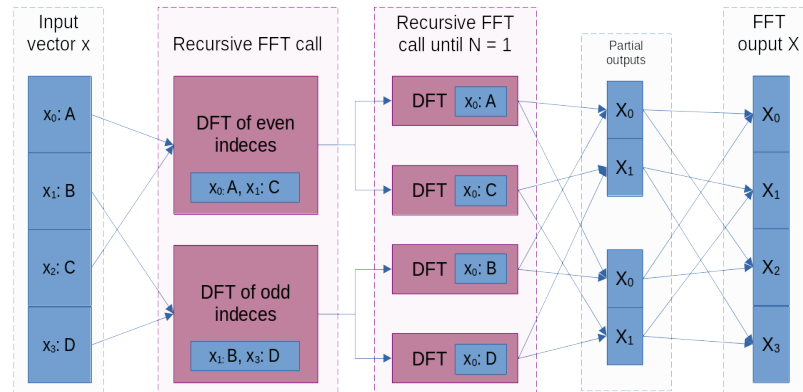 Input
vector x
x₀: A
x₁: B
x₂: C
x₃: D
Recursive FFT call
DFT of even
indeces
x₀: A, x₁: C
DFT of odd
indeces
x₁: B, x₃: D
Recursive FFT
call until N = 1
DFT x₀: A
DFT x₀: C
DFT x₀: B
DFT x₀: D
Partial
outputs
X₀
X₁
X₀
X₁
FFT
ouput X
X₀
X₁
X₂
X₃